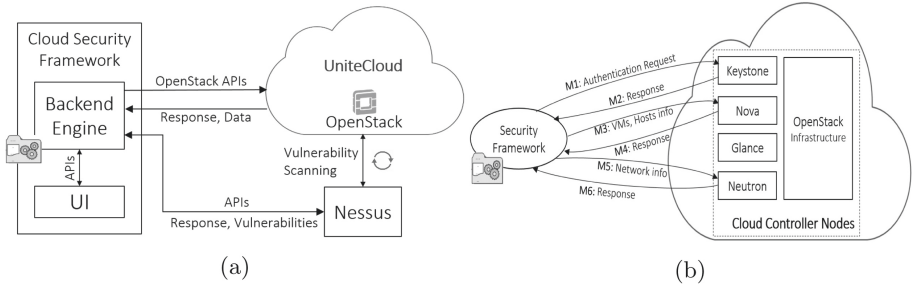 Cloud Security
Framework
Backend
Engine
APIs
UI
OpenStack APIs
Response, Data
UniteCloud
OpenStack
Vulnerability
Scanning
APIs
Response, Vulnerabilities
Nessus
(a)
Security
Framework
M1: Authentication Request
M2: Response
M3: VMs, Hosts info
M4: Response
M5: Network info
M6: Response
Keystone
Nova
Glance
Neutron
OpenStack
Infrastructure
Cloud Controller Nodes
(b)